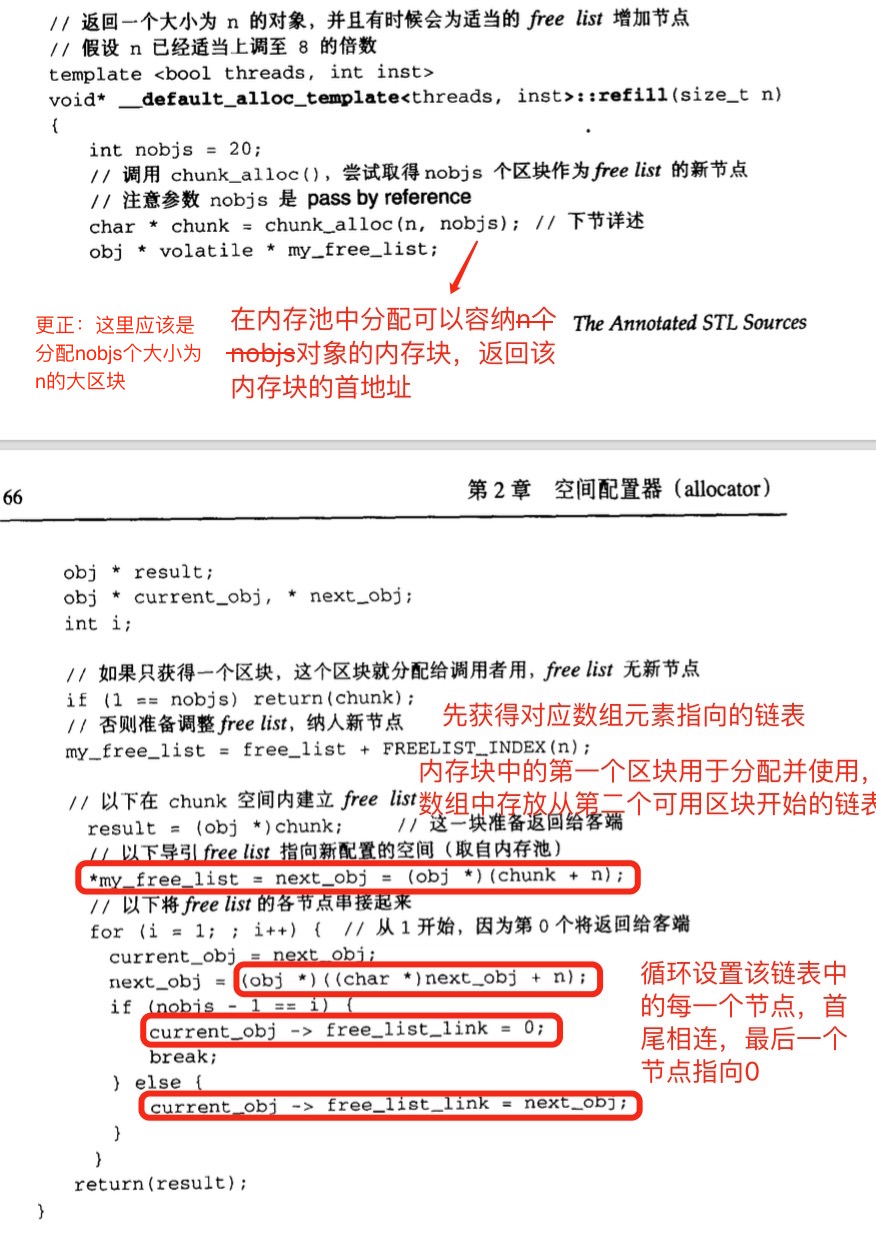 // 返回一个大小为 n 的对象，并且有时候会为适当的 free list 增加节点
// 假设 n 已经适当上调至 8 的倍数
template <bool threads, int inst>
void* __default_alloc_template<threads, inst>::refill(size_t n)
{
int nobjs = 20;
// 调用 chunk_alloc()，尝试取得 nobjs 个区块作为 free list 的新节点
// 注意参数 nobjs 是 pass by reference
char * chunk = chunk_alloc(n, nobjs); // 下节详述
obj * volatile * my_free_list;
更正：这里应该是
分配nobjs个大小为
n的大区块
在内存池中分配可以容纳n个
nobjs对象的内存块，返回该
内存块的首地址
The Annotated STL Sources
66
第 2 章 空间配置器（allocator）
obj * result;
obj * current_obj, * next_obj;
int i;
// 如果只获得一个区块，这个区块就分配给调用者用，free list 无新节点
if (1 == nobjs) return(chunk);
// 否则准备调整 free list，纳入新节点
先获得对应数组元素指向的链表
my_free_list = free_list + FREELIST_INDEX(n);
内存块中的第一个区块用于分配并使用，
// 以下在 chunk 空间内建立 free list
数组中存放从第二个可用区块开始的链表
result = (obj *)chunk; // 这一块准备返回给客端
// 以下导引 free list 指向新配置的空间（取自内存池）
*my_free_list = next_obj = (obj *)(chunk + n);
// 以下将 free list 的各节点串接起来
for (i = 1; ; i++) { // 从 1 开始，因为第 0 个将返回给客端
current_obj = next_obj;
next_obj = (obj *)((char *)next_obj + n);
if (nobjs - 1 == i) {
current_obj -> free_list_link = 0;
break;
} else {
current_obj -> free_list_link = next_obj;
}
}
循环设置该链表中
的每一个节点，首
尾相连，最后一个
节点指向0
return(result);
}